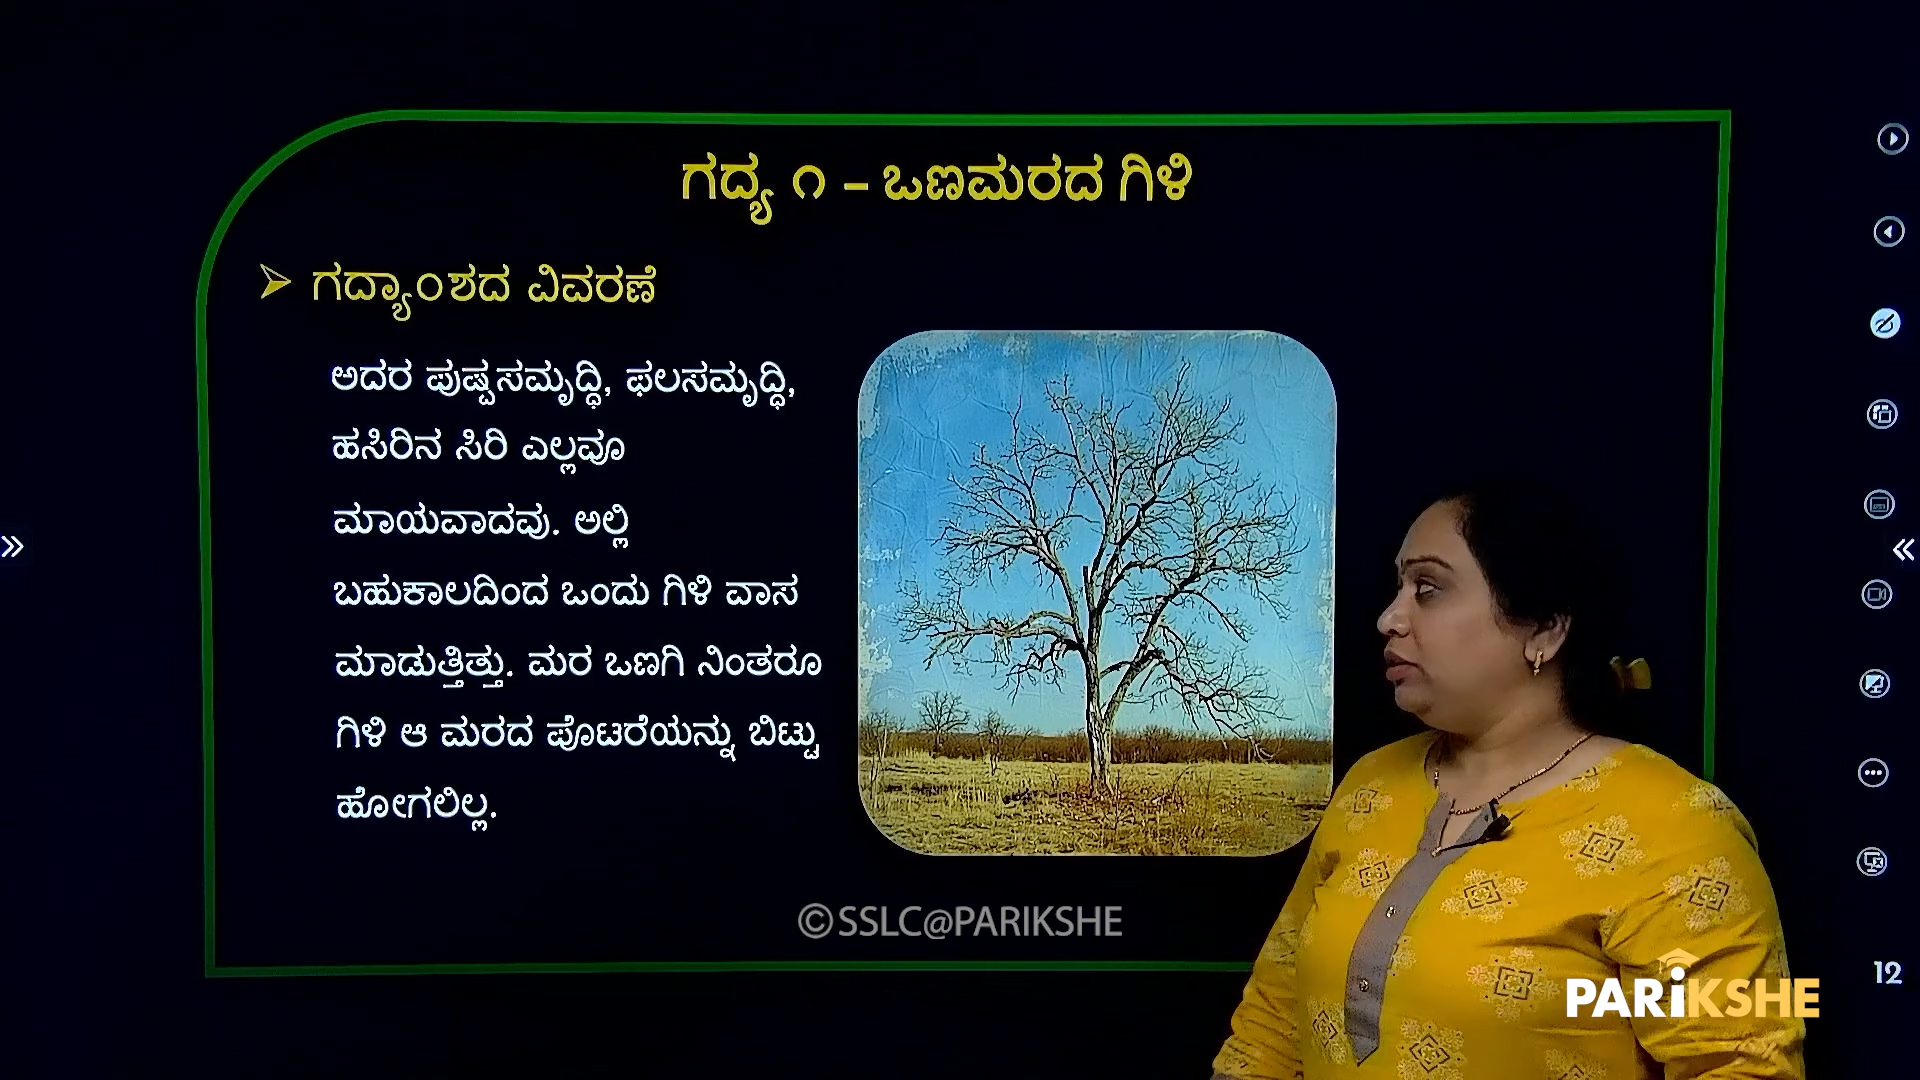 ಗದ್ಯ ೧ – ಒಣಮರದ ಗಿಳಿ
ಗದ್ಯಾಂಶದ ವಿವರಣೆ
ಅದರ ಪುಷ್ಪಸಮೃದ್ಧಿ, ಫಲಸಮೃದ್ಧಿ,
ಹಸಿರಿನ ಸಿರಿ ಎಲ್ಲವೂ
ಮಾಯವಾದವು. ಅಲ್ಲಿ
ಬಹುಕಾಲದಿಂದ ಒಂದು ಗಿಳಿ ವಾಸ
ಮಾಡುತ್ತಿತ್ತು. ಮರ ಒಣಗಿ ನಿಂತರೂ
ಗಿಳಿ ಆ ಮರದ ಪೊಟರೆಯನ್ನು ಬಿಟ್ಟು
ಹೋಗಲಿಲ್ಲ.
©SSLC@PARIKSHE
12
PARiKSHE